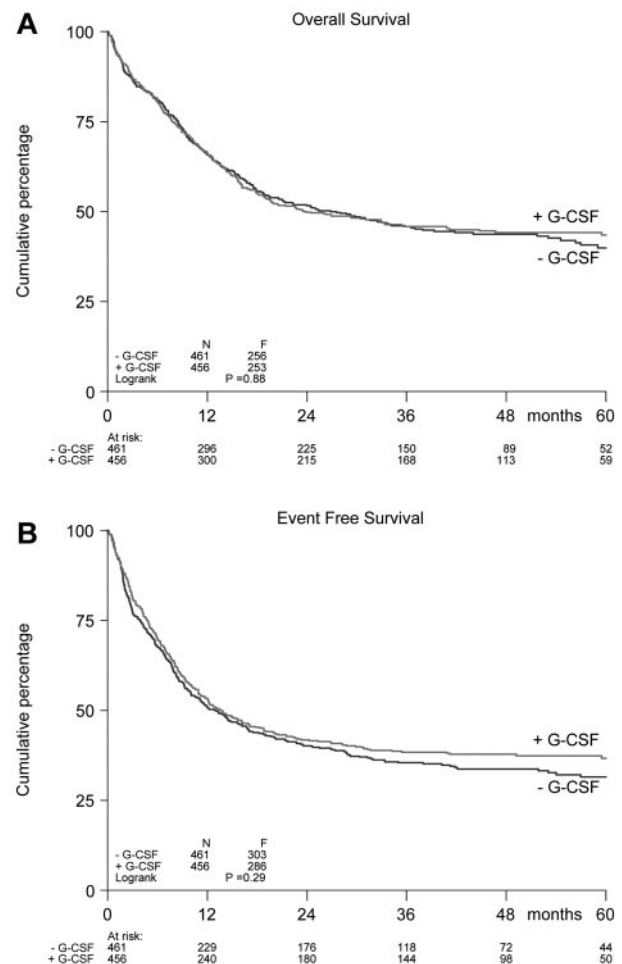 A
Overall Survival
100
75
50
25
0
Cumulative percentage
+ G-CSF
- G-CSF
N F
- G-CSF 461 256
+ G-CSF 456 253
Logrank P =0.88
0 12 24 36 48 months 60
At risk:
- G-CSF 461 296 225 150 89 52
+ G-CSF 456 300 215 168 113 59
B
Event Free Survival
100
75
50
25
0
Cumulative percentage
+ G-CSF
- G-CSF
N F
- G-CSF 461 303
+ G-CSF 456 286
Logrank P =0.29
0 12 24 36 48 months 60
At risk:
- G-CSF 461 229 176 118 72 44
+ G-CSF 456 240 180 144 98 50